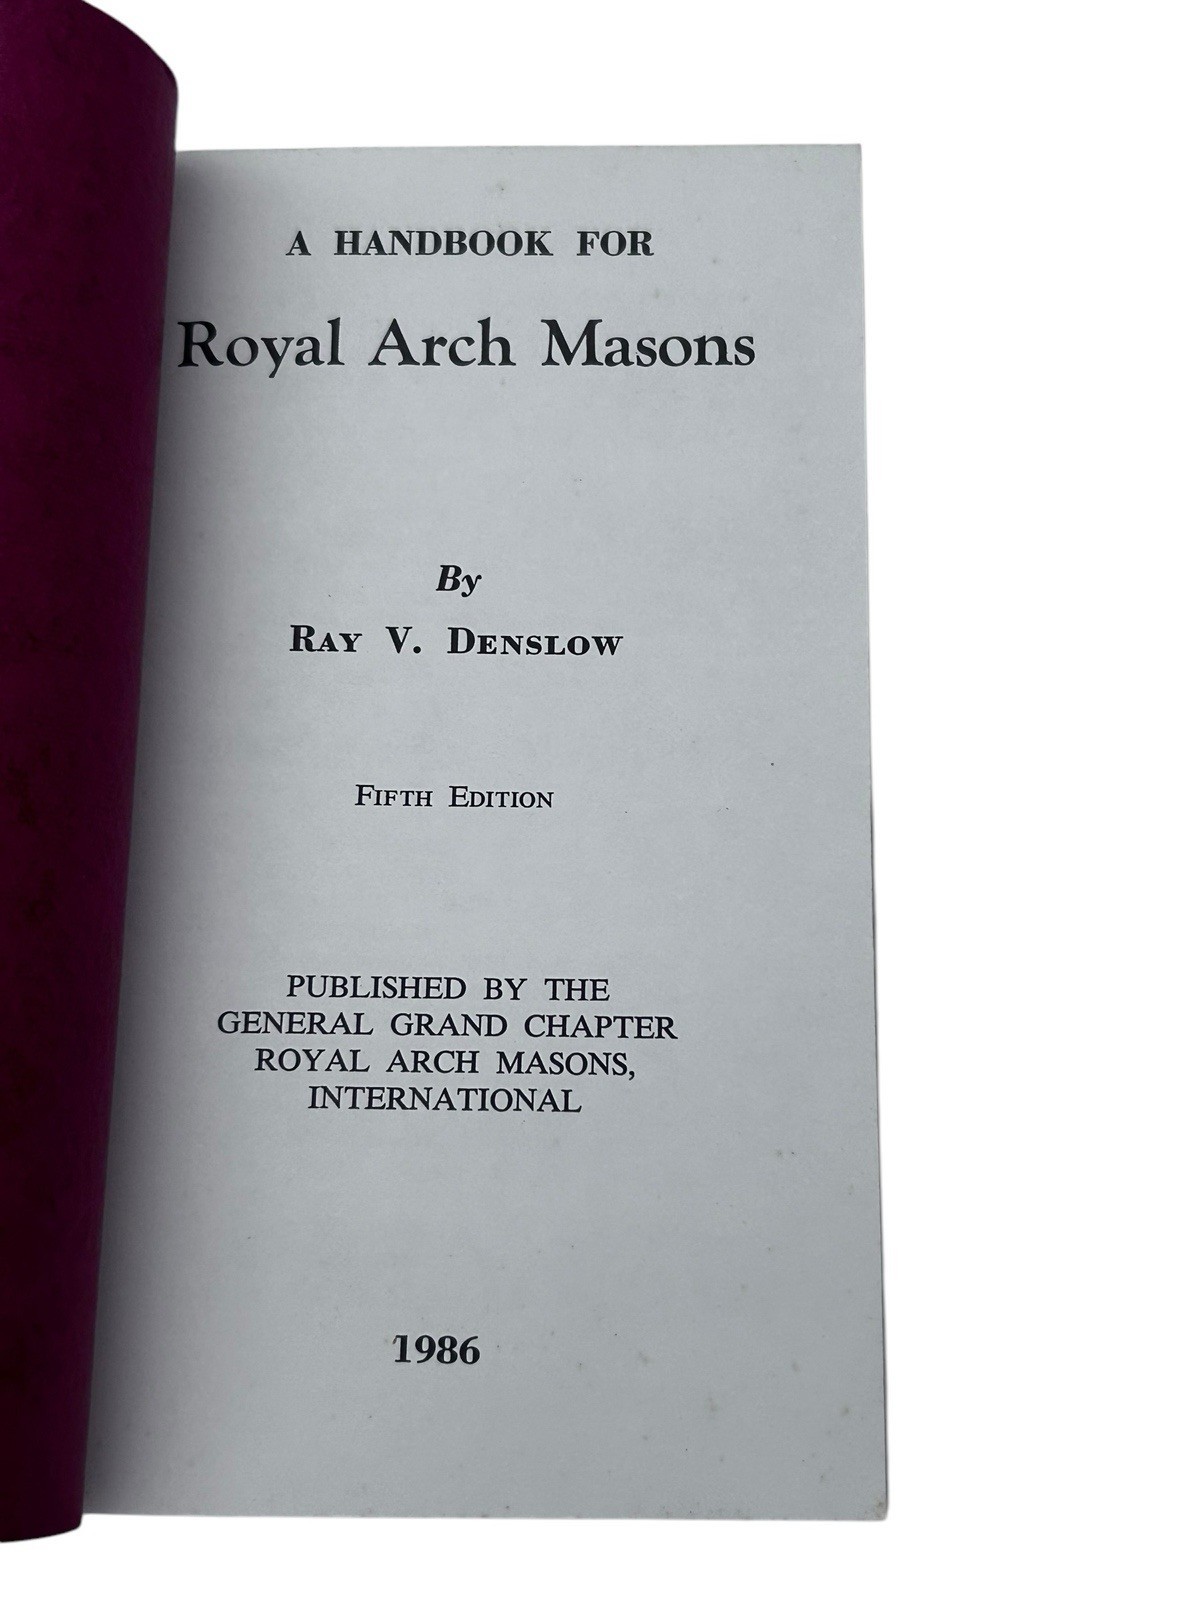 A HANDBOOK FOR
Royal Arch Masons
By
RAY V. DENSLOW
FIFTH EDITION
PUBLISHED BY THE
GENERAL GRAND CHAPTER
ROYAL ARCH MASONS,
INTERNATIONAL
1986